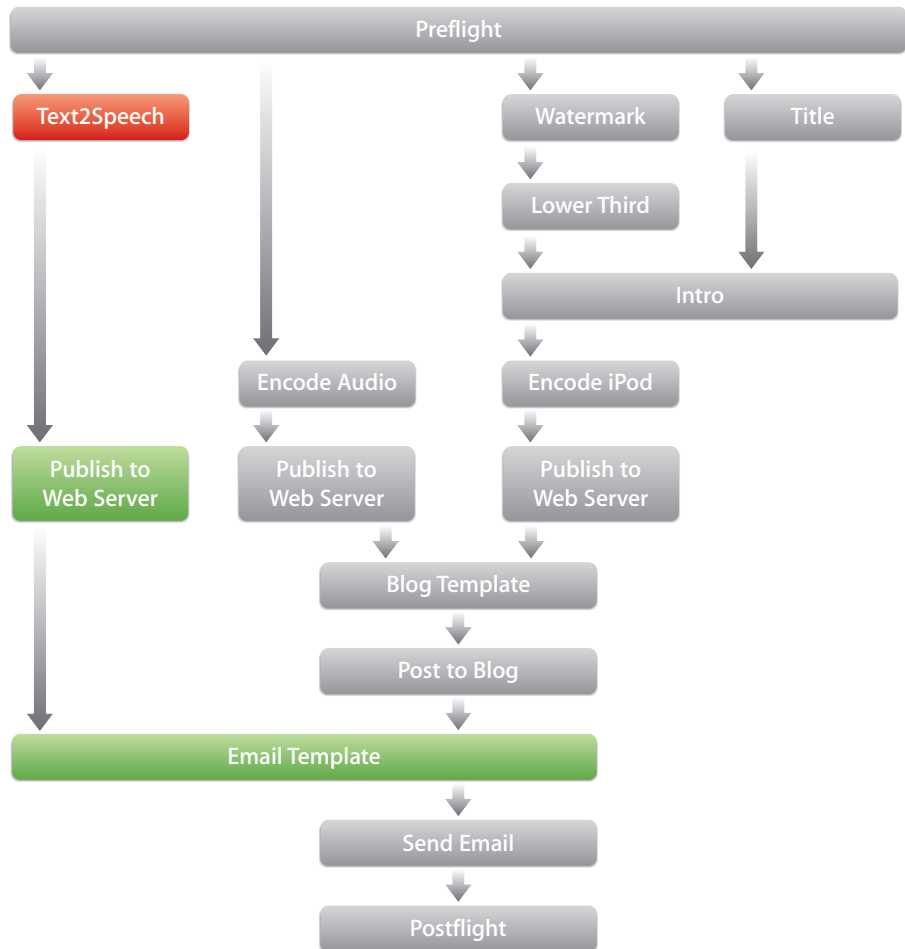 Preflight
Text2Speech
Watermark
Title
Lower Third
Intro
Encode Audio
Encode iPod
Publish to
Web Server
Publish to
Web Server
Publish to
Web Server
Blog Template
Post to Blog
Email Template
Send Email
Postflight